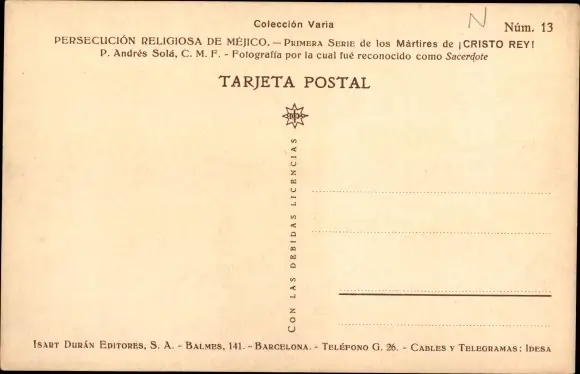 Colección Varia
N
Núm. 13
PERSECUCIÓN RELIGIOSA DE MÉJICO. — PRIMERA SERIE de los Mártires de ¡CRISTO REY!
P. Andrés Solá, C. M. F. - Fotografía por la cual fué reconocido como Sacerdote
TARJETA POSTAL
CON LAS DEBIDAS LICENCIAS
ISART DURÁN EDITORES, S. A. - BALMES, 141. - BARCELONA. - TELÉFONO G. 26. - CABLES Y TELEGRAMAS: IDESA